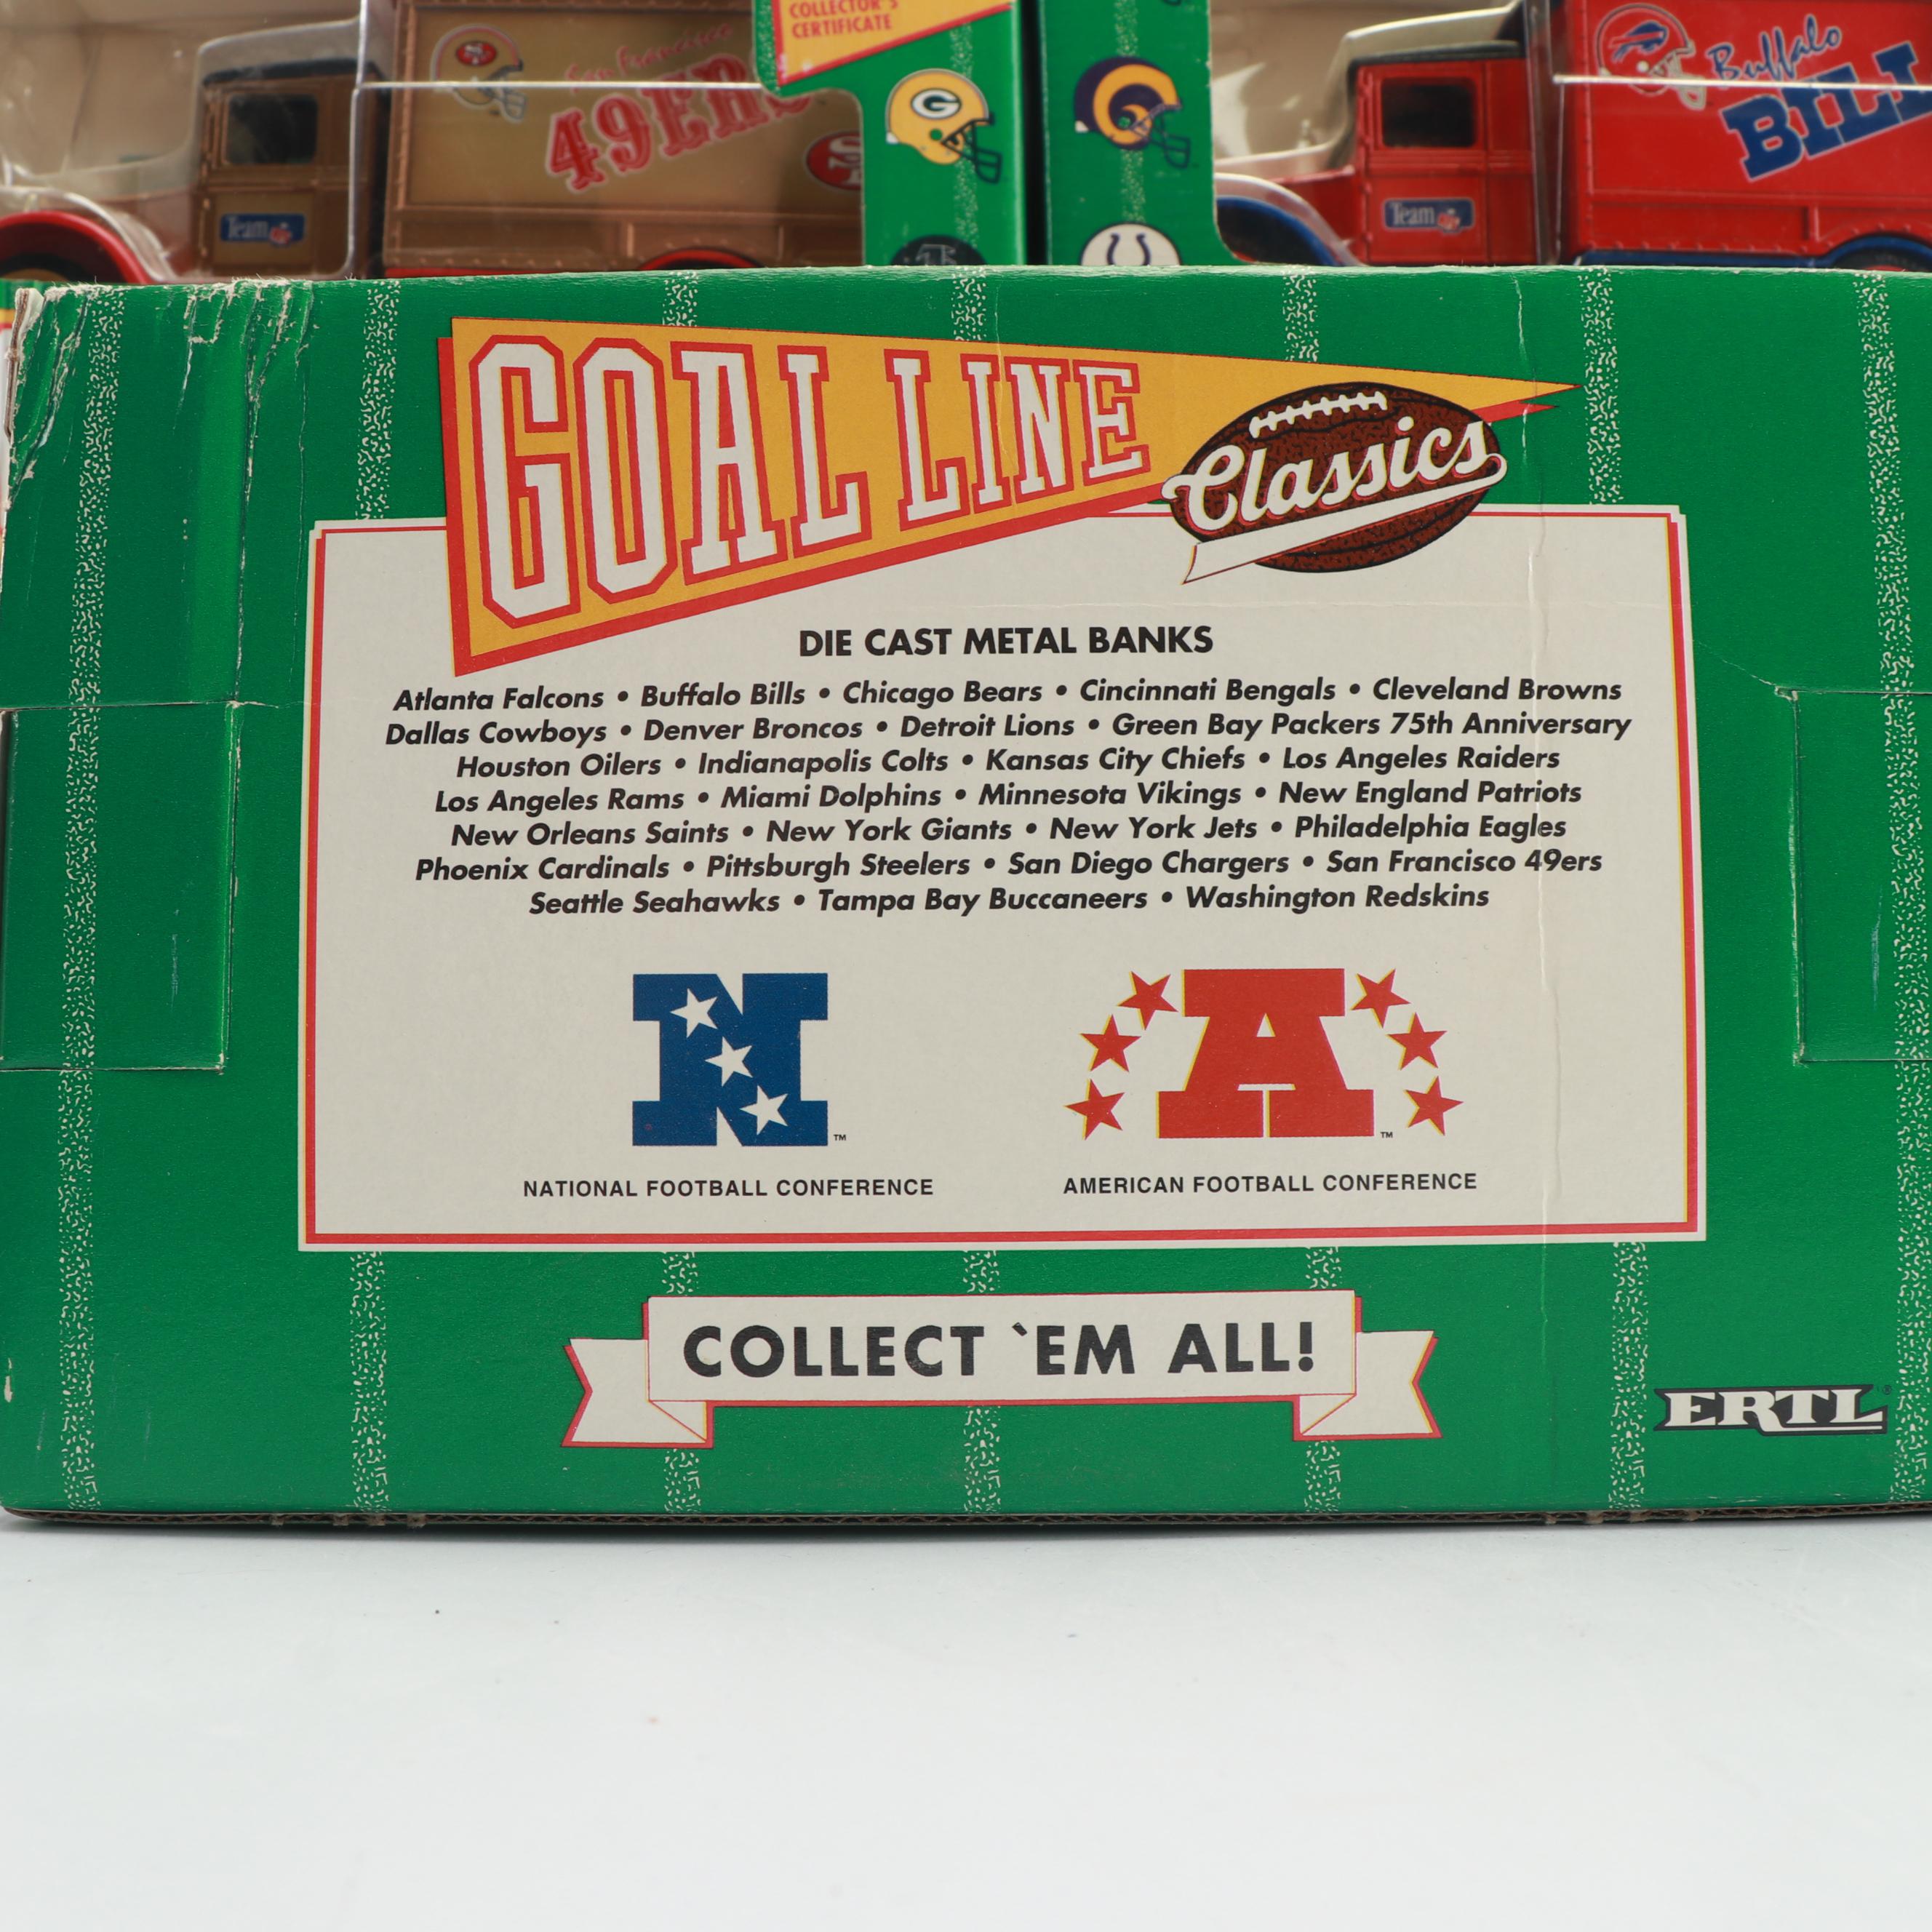 COLLECTOR'S
CERTIFICATE
San Francisco
49ERS
Team
G
Buffalo
BILL
Team
GOAL LINE
Classics
DIE CAST METAL BANKS
Atlanta Falcons • Buffalo Bills • Chicago Bears • Cincinnati Bengals • Cleveland Browns
Dallas Cowboys • Denver Broncos • Detroit Lions • Green Bay Packers 75th Anniversary
Houston Oilers • Indianapolis Colts • Kansas City Chiefs • Los Angeles Raiders
Los Angeles Rams • Miami Dolphins • Minnesota Vikings • New England Patriots
New Orleans Saints • New York Giants • New York Jets • Philadelphia Eagles
Phoenix Cardinals • Pittsburgh Steelers • San Diego Chargers • San Francisco 49ers
Seattle Seahawks • Tampa Bay Buccaneers • Washington Redskins
N ™
NATIONAL FOOTBALL CONFERENCE
A ™
AMERICAN FOOTBALL CONFERENCE
COLLECT `EM ALL!
ERTL®